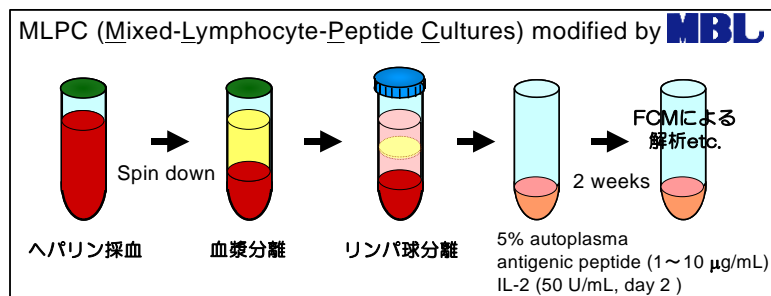 MLPC (Mixed-Lymphocyte-Peptide Cultures) modified by MBL
Spin down
2 weeks
FCMによる
解析etc.
ヘパリン採血
血漿分離
リンパ球分離
5% autoplasma
antigenic peptide (1～10 μg/mL)
IL-2 (50 U/mL, day 2 )